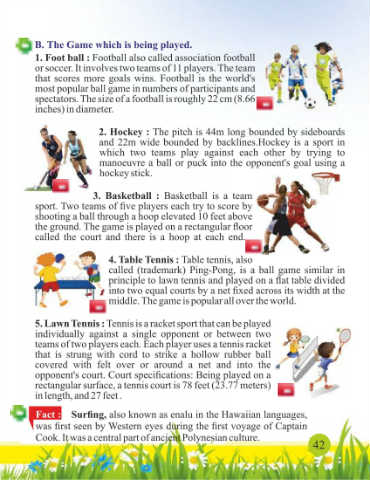 B. The Game which is being played.
1. Foot ball : Football also called association football
or soccer. It involves two teams of 11 players. The team
that scores more goals wins. Football is the world's
most popular ball game in numbers of participants and
spectators. The size of a football is roughly 22 cm (8.66
inches) in diameter.
2. Hockey : The pitch is 44m long bounded by sideboards
and 22m wide bounded by backlines.Hockey is a sport in
which two teams play against each other by trying to
manoeuvre a ball or puck into the opponent's goal using a
hockey stick.
3. Basketball : Basketball is a team
sport. Two teams of five players each try to score by
shooting a ball through a hoop elevated 10 feet above
the ground. The game is played on a rectangular floor
called the court and there is a hoop at each end.
4. Table Tennis : Table tennis, also
called (trademark) Ping-Pong, is a ball game similar in
principle to lawn tennis and played on a flat table divided
into two equal courts by a net fixed across its width at the
middle. The game is popular all over the world.
5. Lawn Tennis : Tennis is a racket sport that can be played
individually against a single opponent or between two
teams of two players each. Each player uses a tennis racket
that is strung with cord to strike a hollow rubber ball
covered with felt over or around a net and into the
opponent's court. Court specifications: Being played on a
rectangular surface, a tennis court is 78 feet (23.77 meters)
in length, and 27 feet .
Fact : Surfing, also known as enalu in the Hawaiian languages,
was first seen by Western eyes during the first voyage of Captain
Cook. It was a central part of ancient Polynesian culture.
42